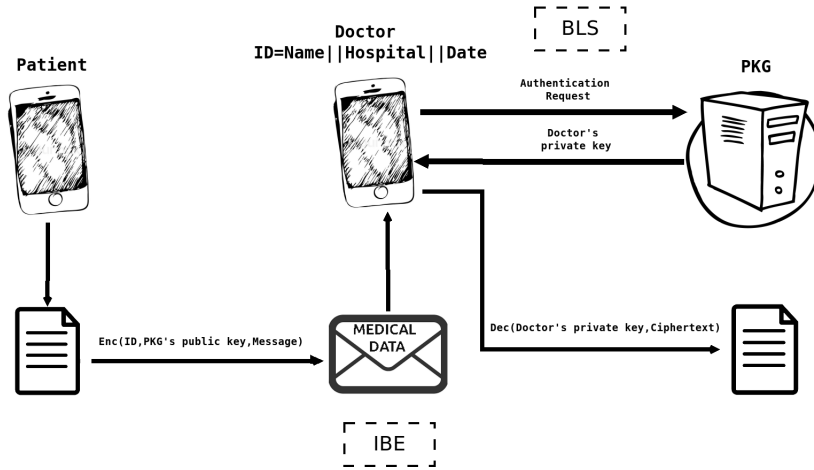 BLS
Doctor
ID=Name||Hospital||Date
Patient
PKG
Authentication
Request
Doctor's
private key
Enc(ID,PKG's public key,Message)
MEDICAL
DATA
Dec(Doctor's private key,Ciphertext)
IBE